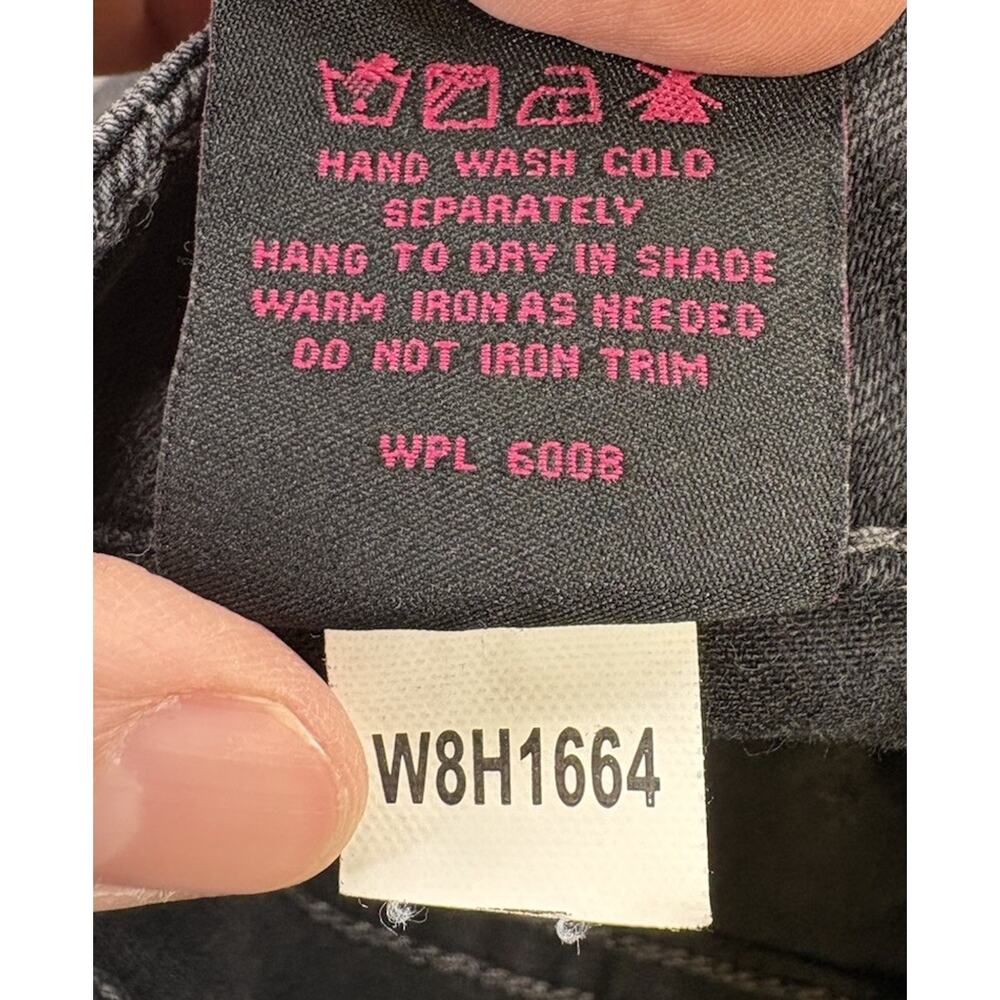 HAND WASH COLD
SEPARATELY
HANG TO DRY IN SHADE
WARM IRON AS NEEDED
DO NOT IRON TRIM
WPL 6008
W8H1664